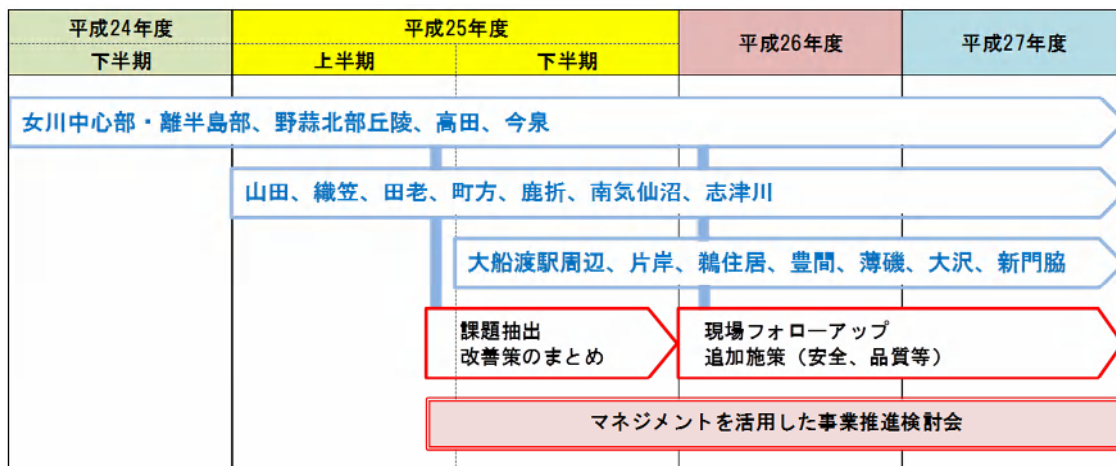 平成24年度
平成25年度
平成26年度
平成27年度
下半期
上半期
下半期
女川中心部・離半島部、野蒜北部丘陵、高田、今泉
山田、織笠、田老、町方、鹿折、南気仙沼、志津川
大船渡駅周辺、片岸、鵜住居、豊間、薄磯、大沢、新門脇
課題抽出
改善策のまとめ
現場フォローアップ
追加施策（安全、品質等）
マネジメントを活用した事業推進検討会